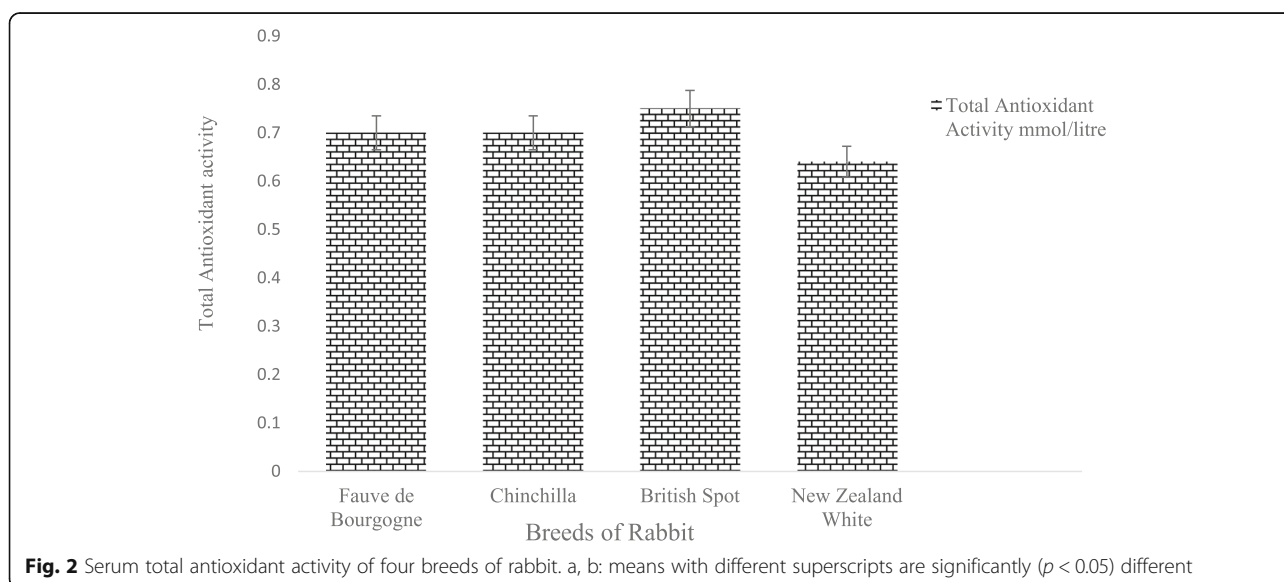 0.9
0.8
0.7
0.6
0.5
0.4
0.3
0.2
0.1
0
Total Antioxidant activity
Total Antioxidant
Activity mmol/litre
Fauve de
Bourgogne
Chinchilla
British Spot
New Zealand
White
Breeds of Rabbit
Fig. 2 Serum total antioxidant activity of four breeds of rabbit. a, b: means with different superscripts are significantly (p < 0.05) different